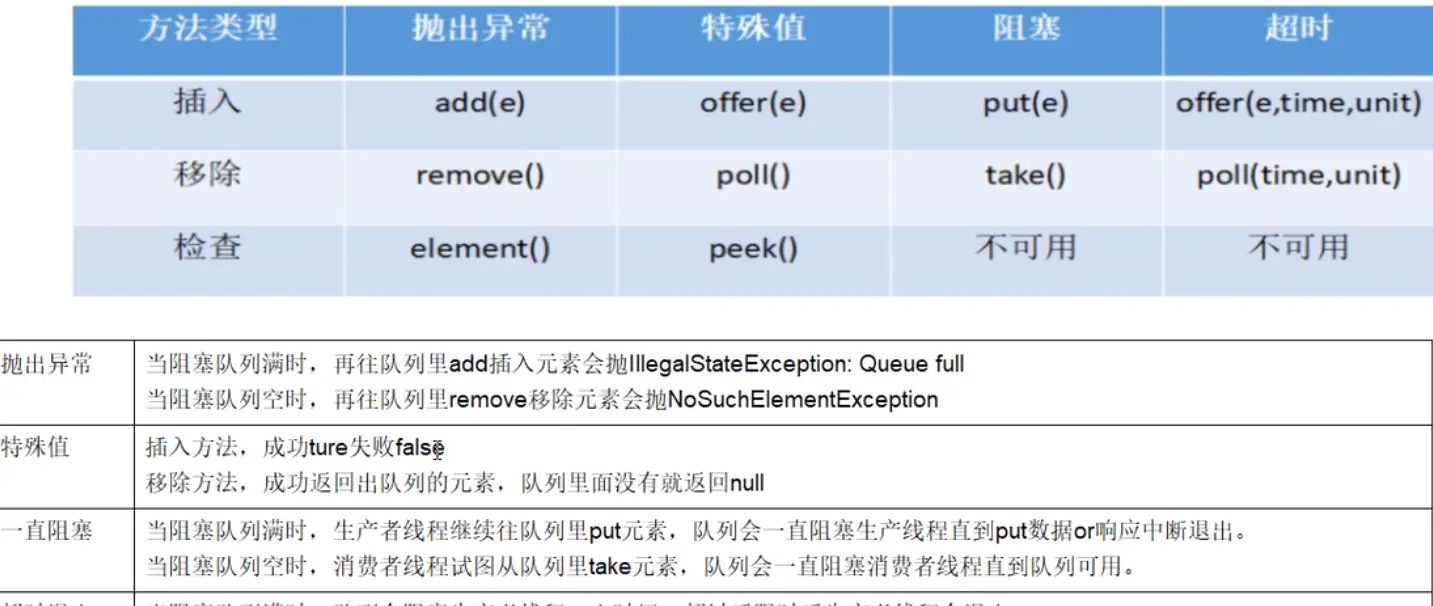 方法类型 抛出异常 特殊值 阻塞 超时
插入 add(e) offer(e) put(e) offer(e,time,unit)
移除 remove() poll() take() poll(time,unit)
检查 element() peek() 不可用 不可用
抛出异常 当阻塞队列满时，再往队列里add插入元素会抛IllegalStateException: Queue full
当阻塞队列空时，再往队列里remove移除元素会抛NoSuchElementException
特殊值 插入方法，成功ture失败false
移除方法，成功返回出队列的元素，队列里面没有就返回null
一直阻塞 当阻塞队列满时，生产者线程继续往队列里put元素，队列会一直阻塞生产线程直到put数据or响应中断退出。
当阻塞队列空时，消费者线程试图从队列里take元素，队列会一直阻塞消费者线程直到队列可用。